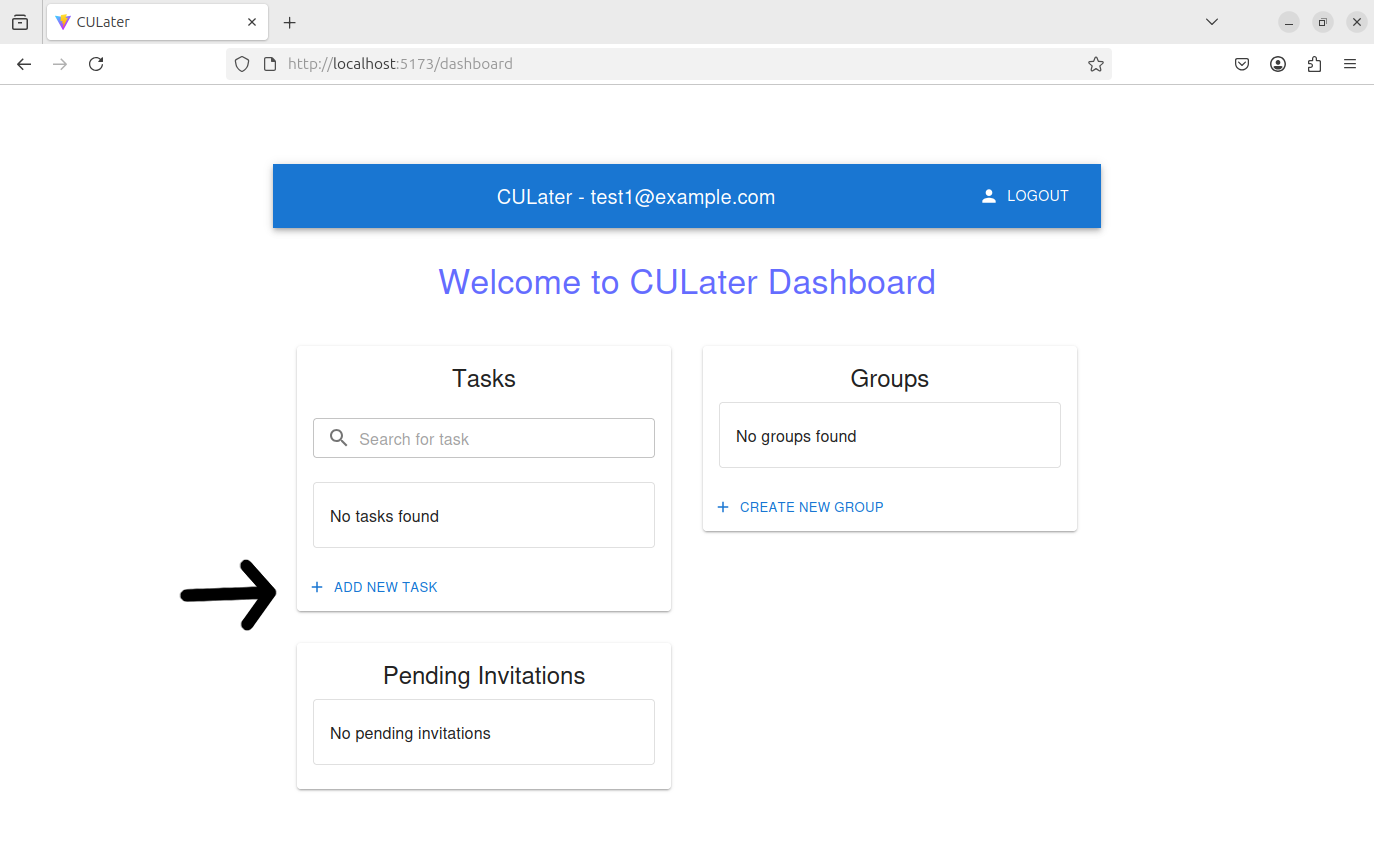 CULater
http://localhost:5173/dashboard
CULater - test1@example.com
LOGOUT
Welcome to CULater Dashboard
Tasks
Search for task
No tasks found
+ ADD NEW TASK
Groups
No groups found
+ CREATE NEW GROUP
Pending Invitations
No pending invitations